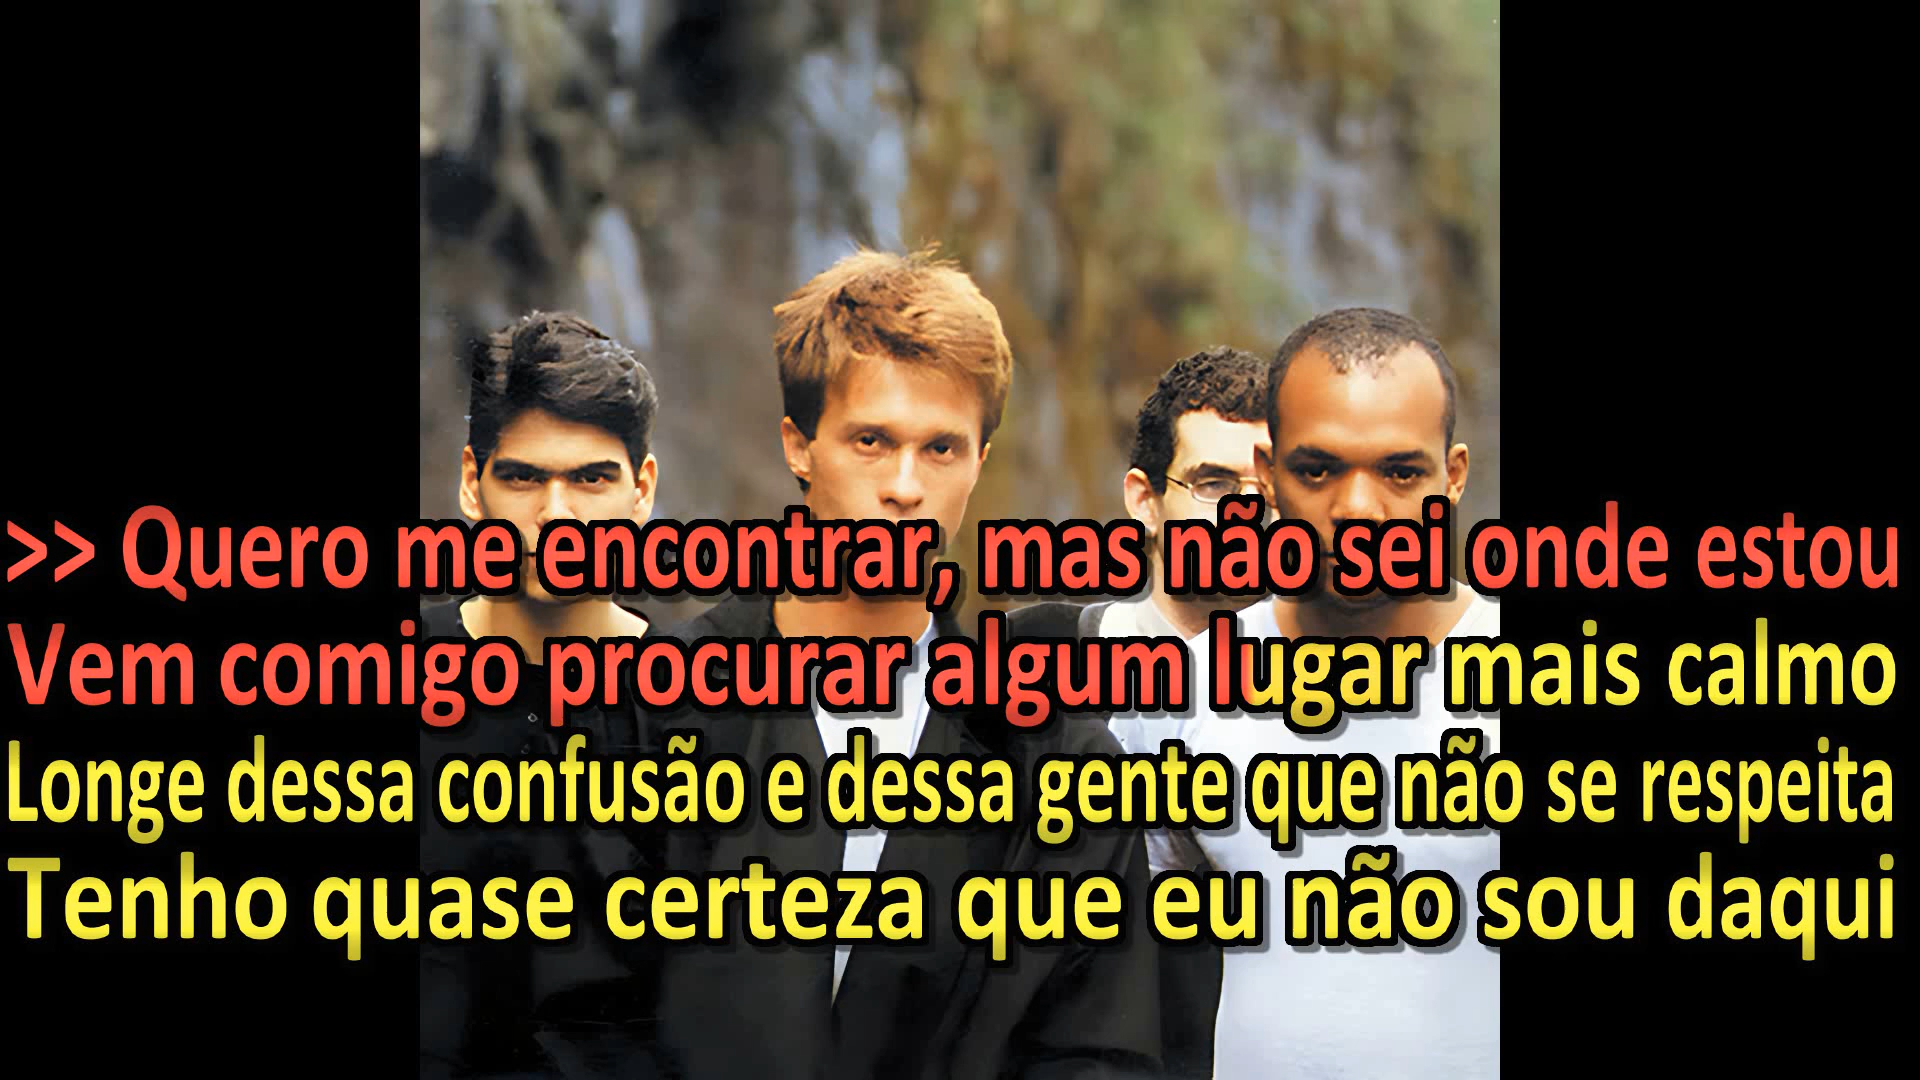 >> Quero me encontrar, mas não sei onde estou
Vem comigo procurar algum lugar mais calmo
Longe dessa confusão e dessa gente que não se respeita
Tenho quase certeza que eu não sou daqui